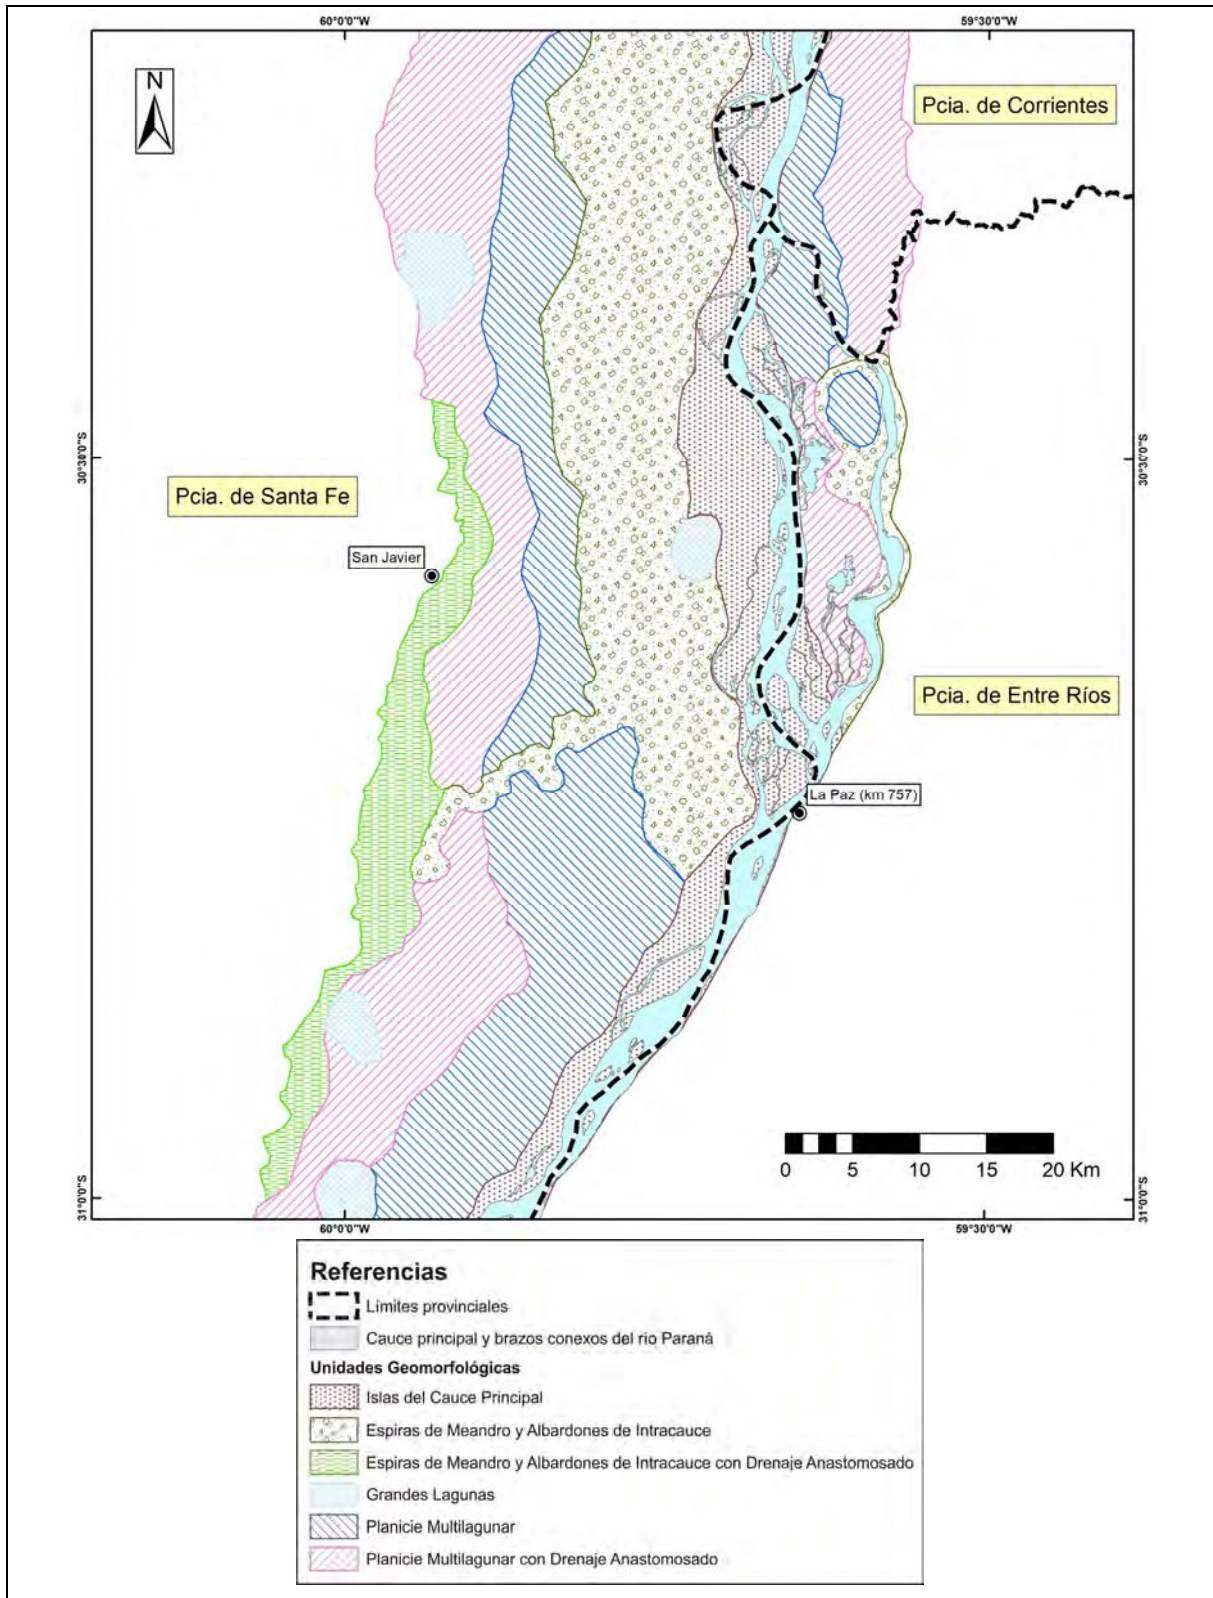 60°0'0"W
59°30'0"W
N
Pcia. de Corrientes
30°30'0"S
30°30'0"S
Pcia. de Santa Fe
San Javier
Pcia. de Entre Ríos
La Paz (km 757)
0 5 10 15 20 Km
31°0'0"S
31°0'0"S
60°0'0"W
59°30'0"W
Referencias
Límites provinciales
Cauce principal y brazos conexos del río Paraná
Unidades Geomorfológicas
Islas del Cauce Principal
Espiras de Meandro y Albardones de Intracauce
Espiras de Meandro y Albardones de Intracauce con Drenaje Anastomosado
Grandes Lagunas
Planicie Multilagunar
Planicie Multilagunar con Drenaje Anastomosado